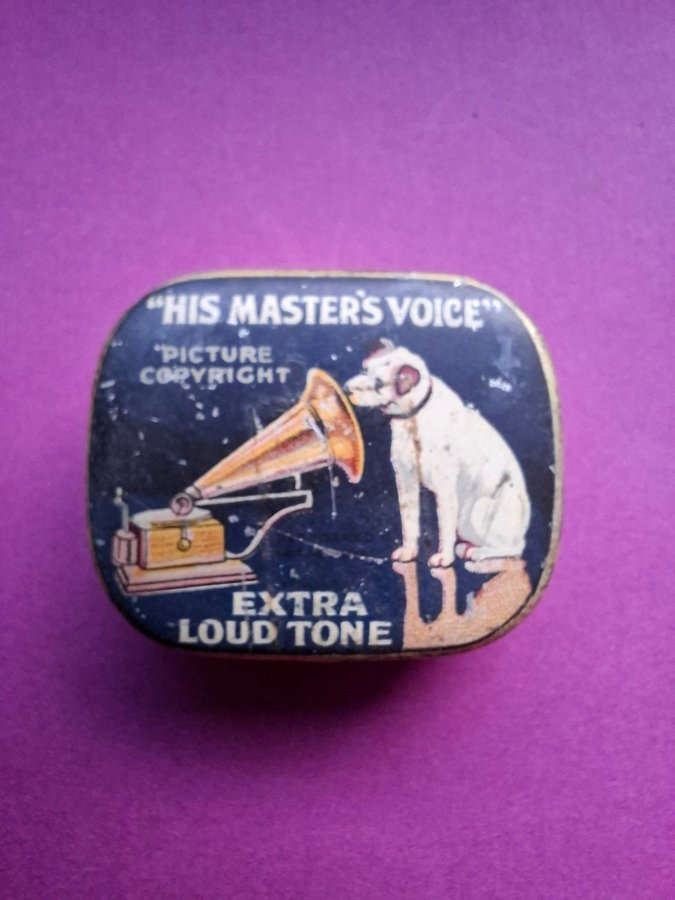 "HIS MASTER'S VOICE"
PICTURE
COPYRIGHT
EXTRA
LOUD TONE